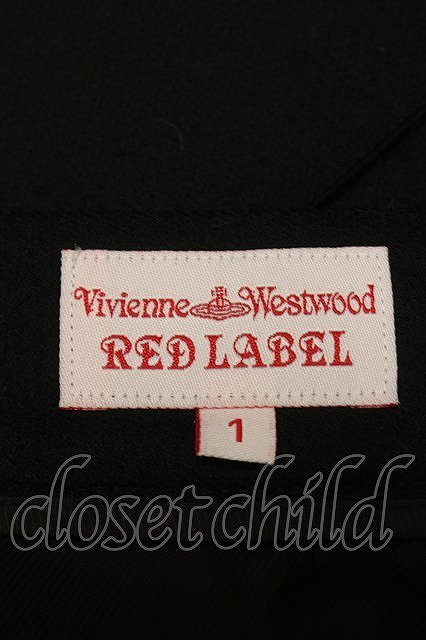 Vivienne Westwood
RED LABEL
1
closetchild